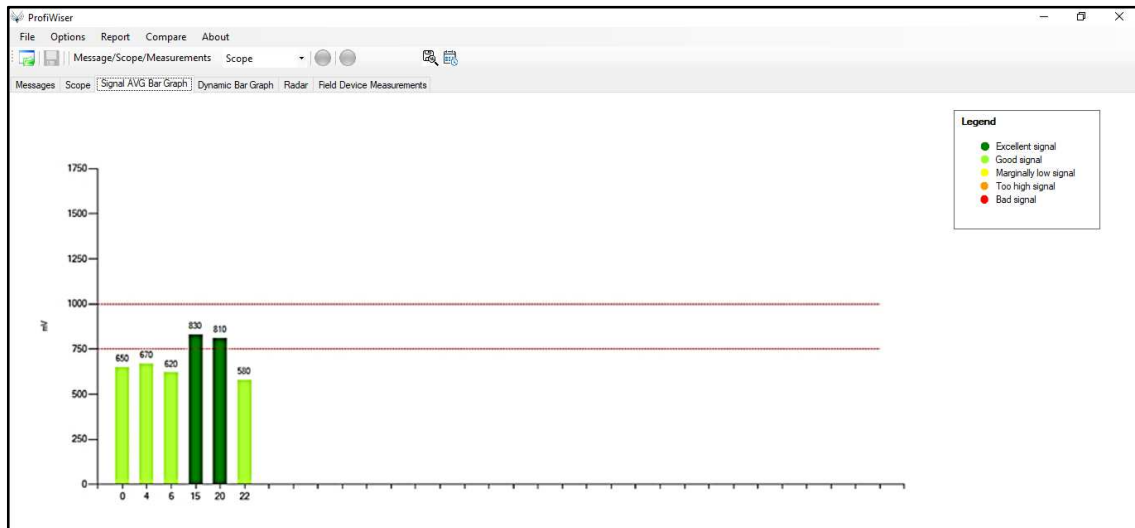 ProfiWiser
File Options Report Compare About
Message/Scope/Measurements Scope
Messages Scope Signal AVG Bar Graph Dynamic Bar Graph Radar Field Device Measurements
Legend
Excellent signal
Good signal
Marginally low signal
Too high signal
Bad signal
1750
1500
1250
1000
750
500
250
0
mV
650 670 620 830 810 580
0 4 6 15 20 22